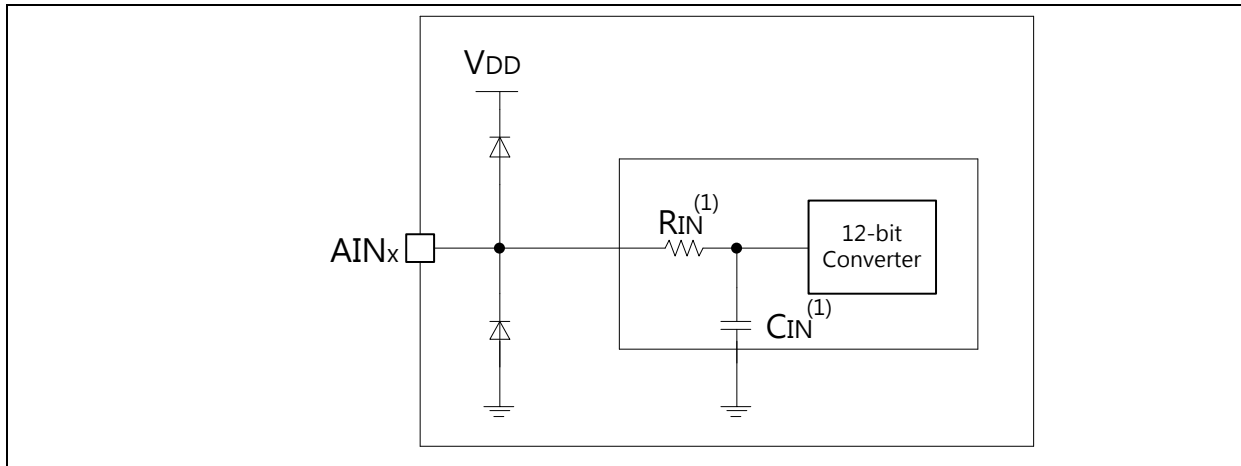 VDD
RIN(1)
AINx
12-bit
Converter
CIN(1)